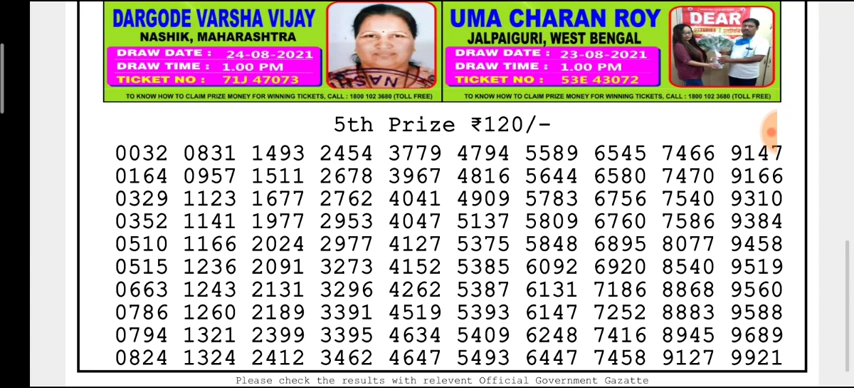 DARGODE VARSHA VIJAY
NASHIK, MAHARASHTRA
DRAW DATE : 24-08-2021
DRAW TIME : 1.00 PM
TICKET NO : 71J 47073
UMA CHARAN ROY
JALPAIGURI, WEST BENGAL
DRAW DATE : 23-08-2021
DRAW TIME : 1.00 PM
TICKET NO : 53E 43072
DEAR
TO KNOW HOW TO CLAIM PRIZE MONEY FOR WINNING TICKETS, CALL : 1800 102 3680 (TOLL FREE)
TO KNOW HOW TO CLAIM PRIZE MONEY FOR WINNING TICKETS, CALL : 1800 102 3680 (TOLL FREE)
5th Prize ₹120/-
0032 0831 1493 2454 3779 4794 5589 6545 7466 9147
0164 0957 1511 2678 3967 4816 5644 6580 7470 9166
0329 1123 1677 2762 4041 4909 5783 6756 7540 9310
0352 1141 1977 2953 4047 5137 5809 6760 7586 9384
0510 1166 2024 2977 4127 5375 5848 6895 8077 9458
0515 1236 2091 3273 4152 5385 6092 6920 8540 9519
0663 1243 2131 3296 4262 5387 6131 7186 8868 9560
0786 1260 2189 3391 4519 5393 6147 7252 8883 9588
0794 1321 2399 3395 4634 5409 6248 7416 8945 9689
0824 1324 2412 3462 4647 5493 6447 7458 9127 9921
Please check the results with relevent Official Government Gazatte